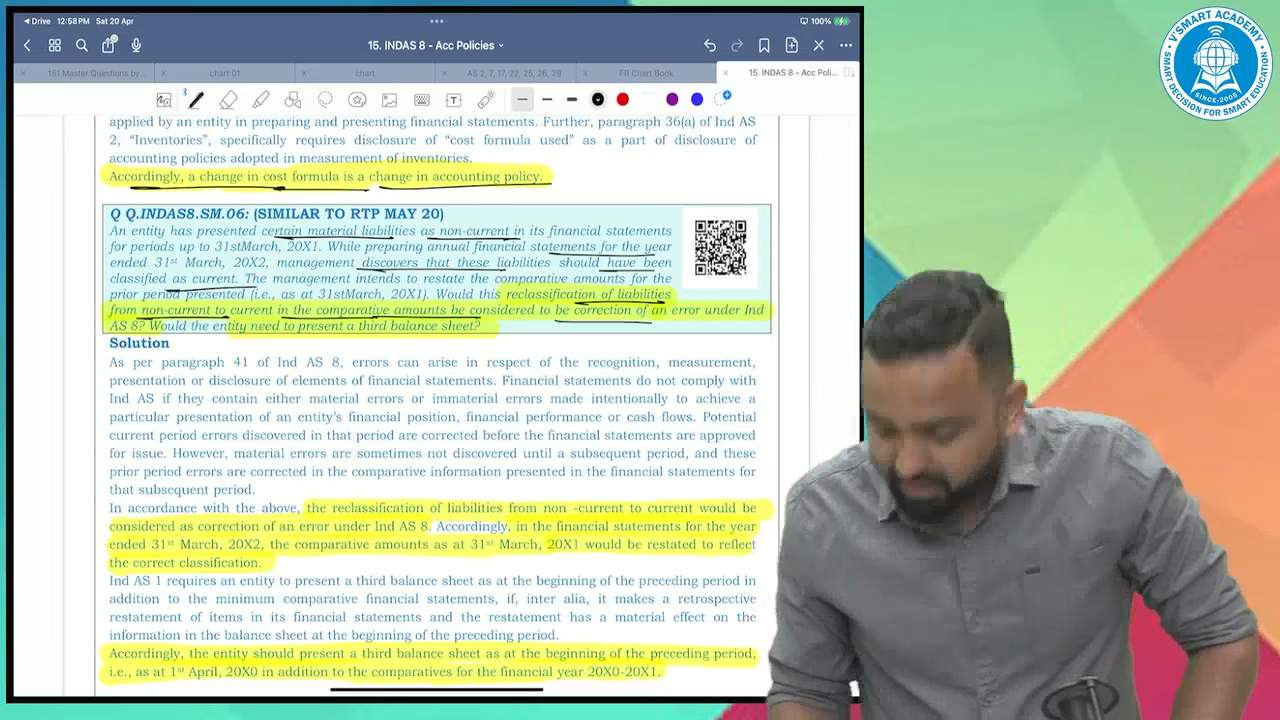 Drive 12:58 PM Sat 20 Apr
100%
15. INDAS 8 - Acc Policies
151 Master Questions by...
chart 01
chart
AS 2, 7, 17, 22, 25, 26, 29
FR Chart Book
15. INDAS 8 - Acc Poli...
applied by an entity in preparing and presenting financial statements. Further, paragraph 36(a) of Ind AS
2, “Inventories”, specifically requires disclosure of “cost formula used” as a part of disclosure of
accounting policies adopted in measurement of inventories.
Accordingly, a change in cost formula is a change in accounting policy.
Q Q.INDAS8.SM.06: (SIMILAR TO RTP MAY 20)
An entity has presented certain material liabilities as non-current in its financial statements
for periods up to 31stMarch, 20X1. While preparing annual financial statements for the year
ended 31st March, 20X2, management discovers that these liabilities should have been
classified as current. The management intends to restate the comparative amounts for the
prior period presented (i.e., as at 31stMarch, 20X1). Would this reclassification of liabilities
from non-current to current in the comparative amounts be considered to be correction of an error under Ind
AS 8? Would the entity need to present a third balance sheet?
Solution
As per paragraph 41 of Ind AS 8, errors can arise in respect of the recognition, measurement,
presentation or disclosure of elements of financial statements. Financial statements do not comply with
Ind AS if they contain either material errors or immaterial errors made intentionally to achieve a
particular presentation of an entity’s financial position, financial performance or cash flows. Potential
current period errors discovered in that period are corrected before the financial statements are approved
for issue. However, material errors are sometimes not discovered until a subsequent period, and these
prior period errors are corrected in the comparative information presented in the financial statements for
that subsequent period.
In accordance with the above, the reclassification of liabilities from non -current to current would be
considered as correction of an error under Ind AS 8. Accordingly, in the financial statements for the year
ended 31st March, 20X2, the comparative amounts as at 31st March, 20X1 would be restated to reflect
the correct classification.
Ind AS 1 requires an entity to present a third balance sheet as at the beginning of the preceding period in
addition to the minimum comparative financial statements, if, inter alia, it makes a retrospective
restatement of items in its financial statements and the restatement has a material effect on the
information in the balance sheet at the beginning of the preceding period.
Accordingly, the entity should present a third balance sheet as at the beginning of the preceding period,
i.e., as at 1st April, 20X0 in addition to the comparatives for the financial year 20X0-20X1.
V'SMART ACADEMY
SMART DECISION FOR SMART EDUCATION
SINCE-2005